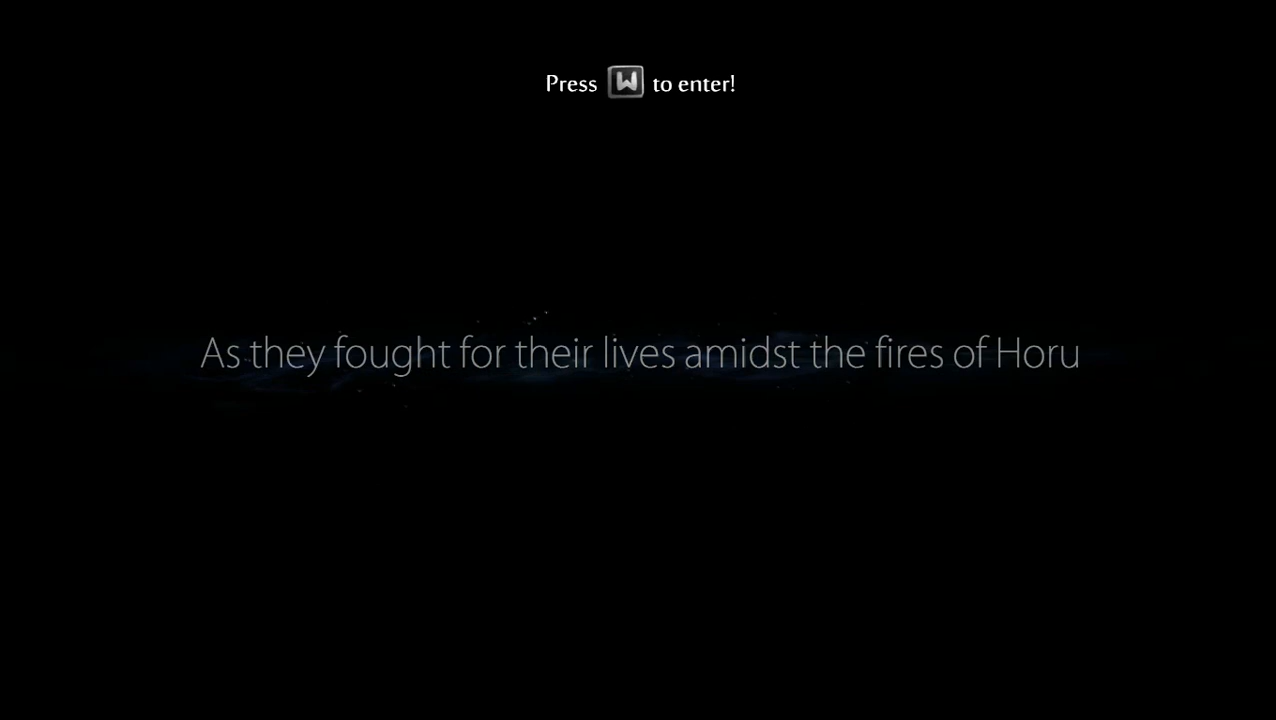 Press W to enter!
As they fought for their lives amidst the fires of Horu